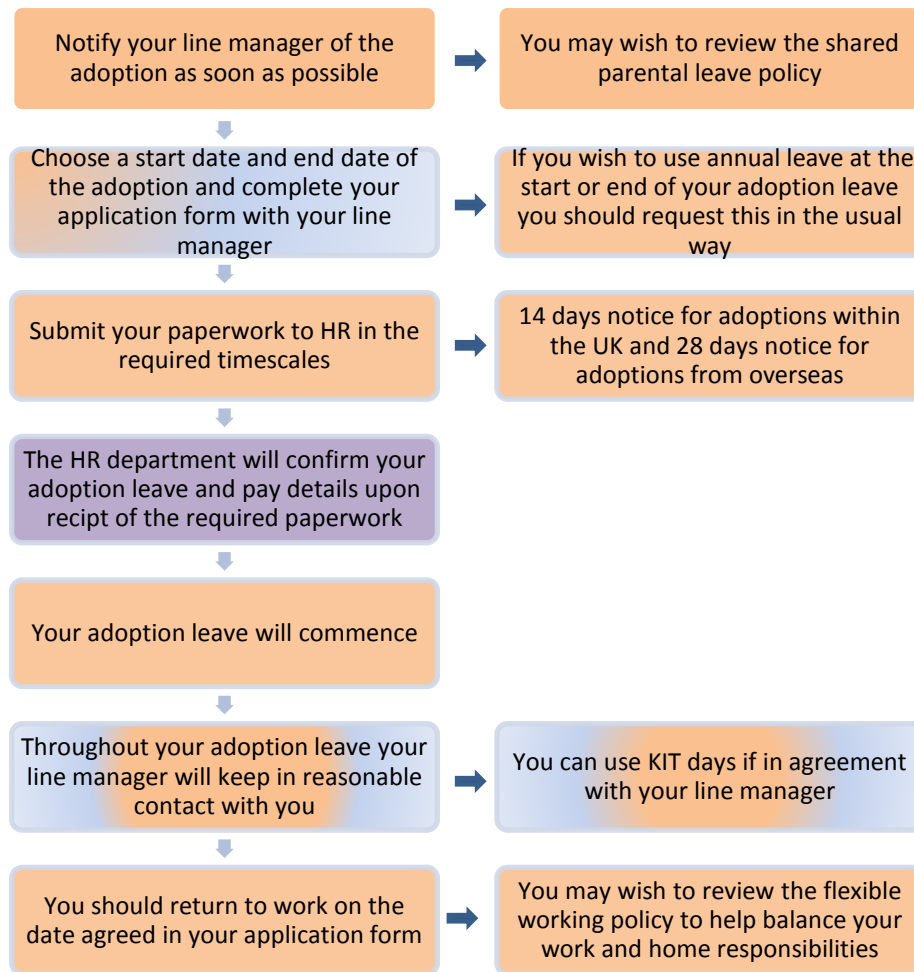 Notify your line manager of the
adoption as soon as possible
You may wish to review the shared
parental leave policy
Choose a start date and end date of
the adoption and complete your
application form with your line
manager
If you wish to use annual leave at the
start or end of your adoption leave
you should request this in the usual
way
Submit your paperwork to HR in the
required timescales
14 days notice for adoptions within
the UK and 28 days notice for
adoptions from overseas
The HR department will confirm your
adoption leave and pay details upon
recipt of the required paperwork
Your adoption leave will commence
Throughout your adoption leave your
line manager will keep in reasonable
contact with you
You can use KIT days if in agreement
with your line manager
You should return to work on the
date agreed in your application form
You may wish to review the flexible
working policy to help balance your
work and home responsibilities